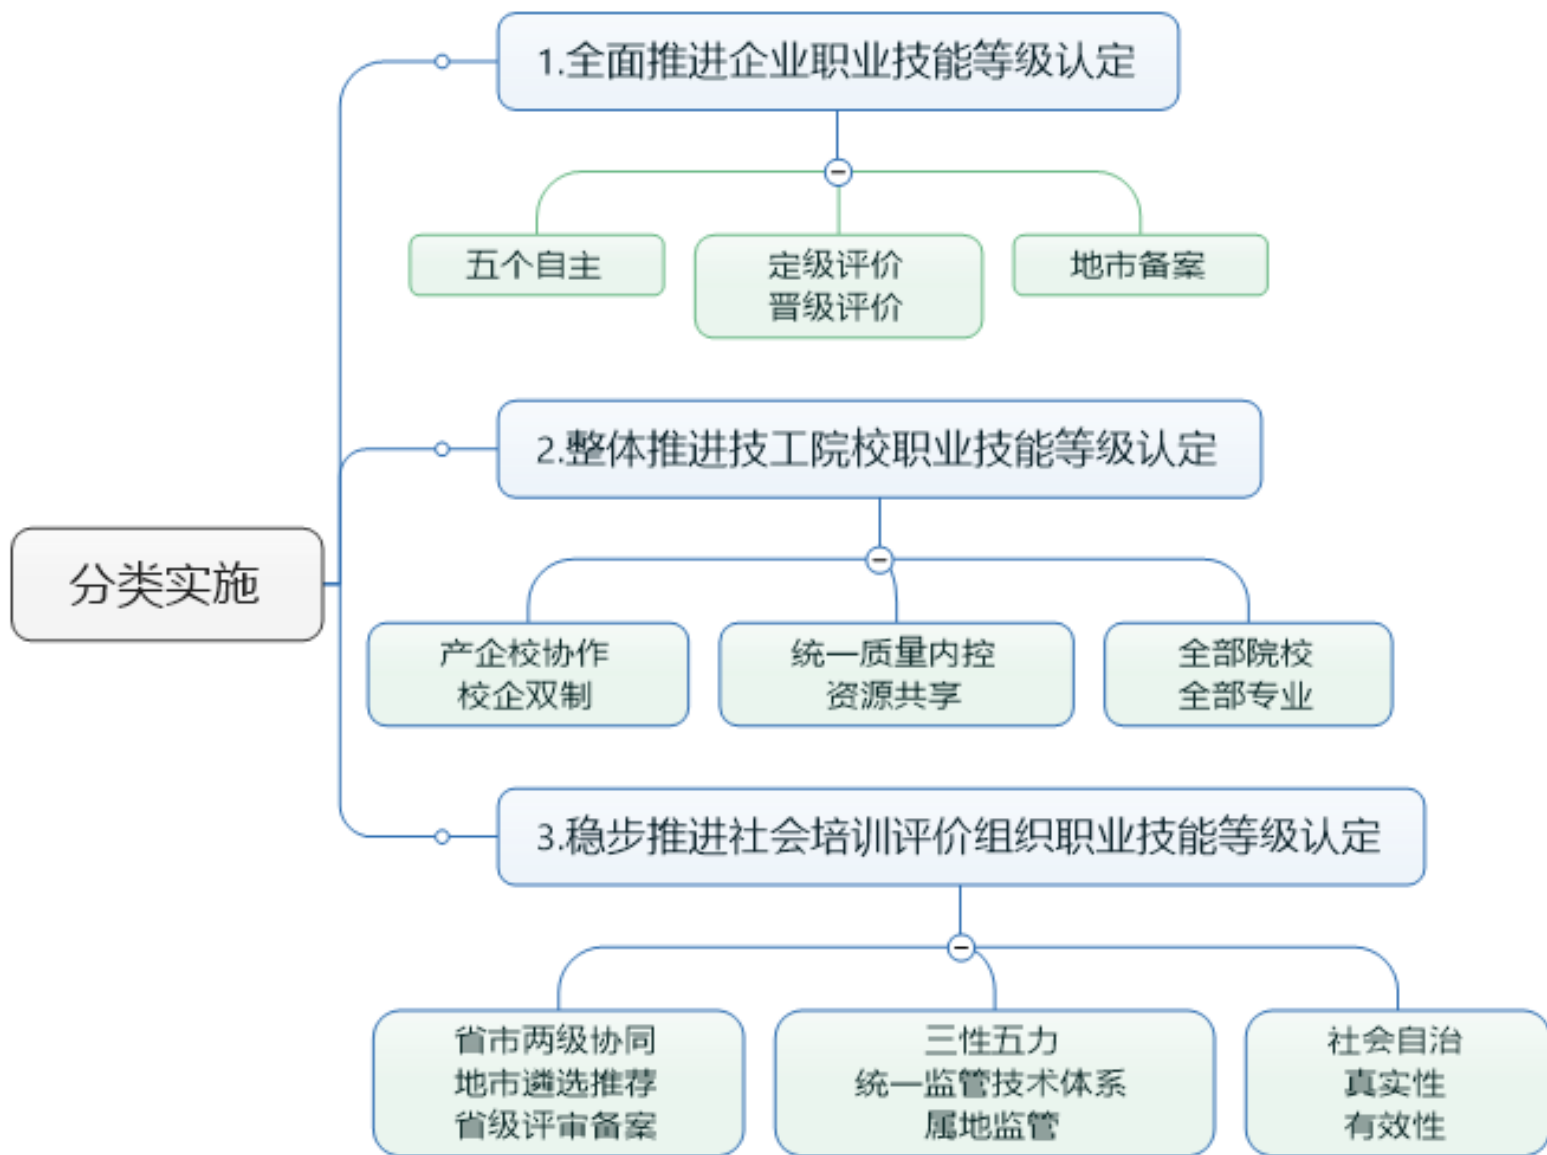 1.全面推进企业职业技能等级认定
五个自主
定级评价
晋级评价
地市备案
2.整体推进技工院校职业技能等级认定
分类实施
产企校协作
校企双制
统一质量内控
资源共享
全部院校
全部专业
3.稳步推进社会培训评价组织职业技能等级认定
省市两级协同
地市遴选推荐
省级评审备案
三性五力
统一监管技术体系
属地监管
社会自治
真实性
有效性